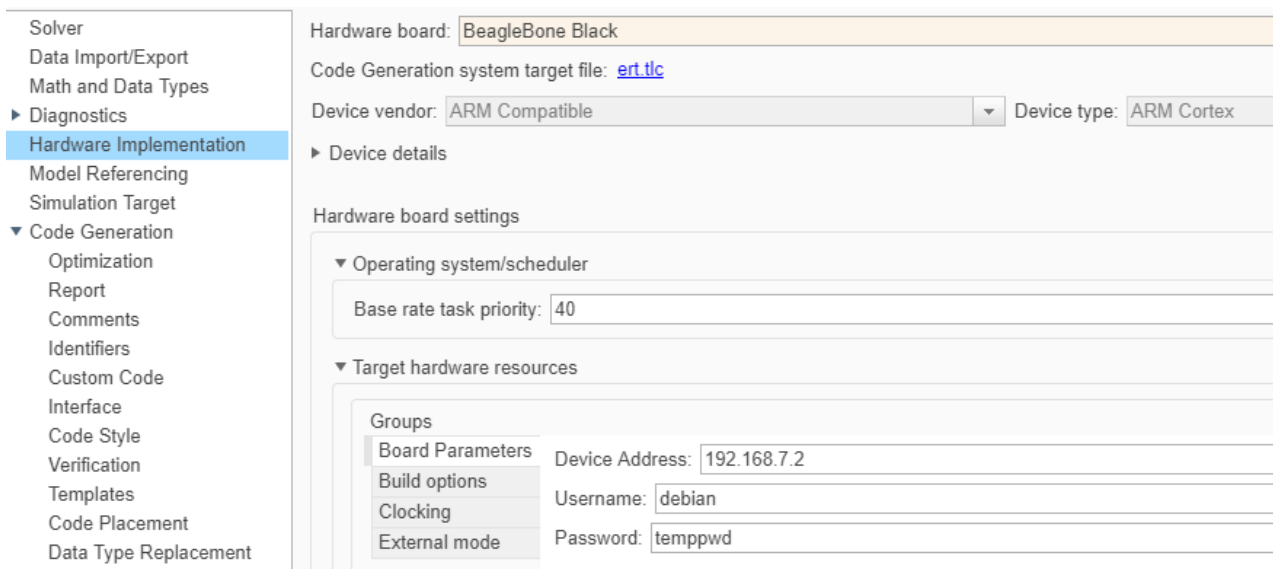 Solver
Data Import/Export
Math and Data Types
Diagnostics
Hardware Implementation
Model Referencing
Simulation Target
Code Generation
Optimization
Report
Comments
Identifiers
Custom Code
Interface
Code Style
Verification
Templates
Code Placement
Data Type Replacement
Hardware board: BeagleBone Black
Code Generation system target file: ert.tlc
Device vendor: ARM Compatible Device type: ARM Cortex
Device details
Hardware board settings
Operating system/scheduler
Base rate task priority: 40
Target hardware resources
Groups
Board Parameters
Build options
Clocking
External mode
Device Address: 192.168.7.2
Username: debian
Password: temppwd